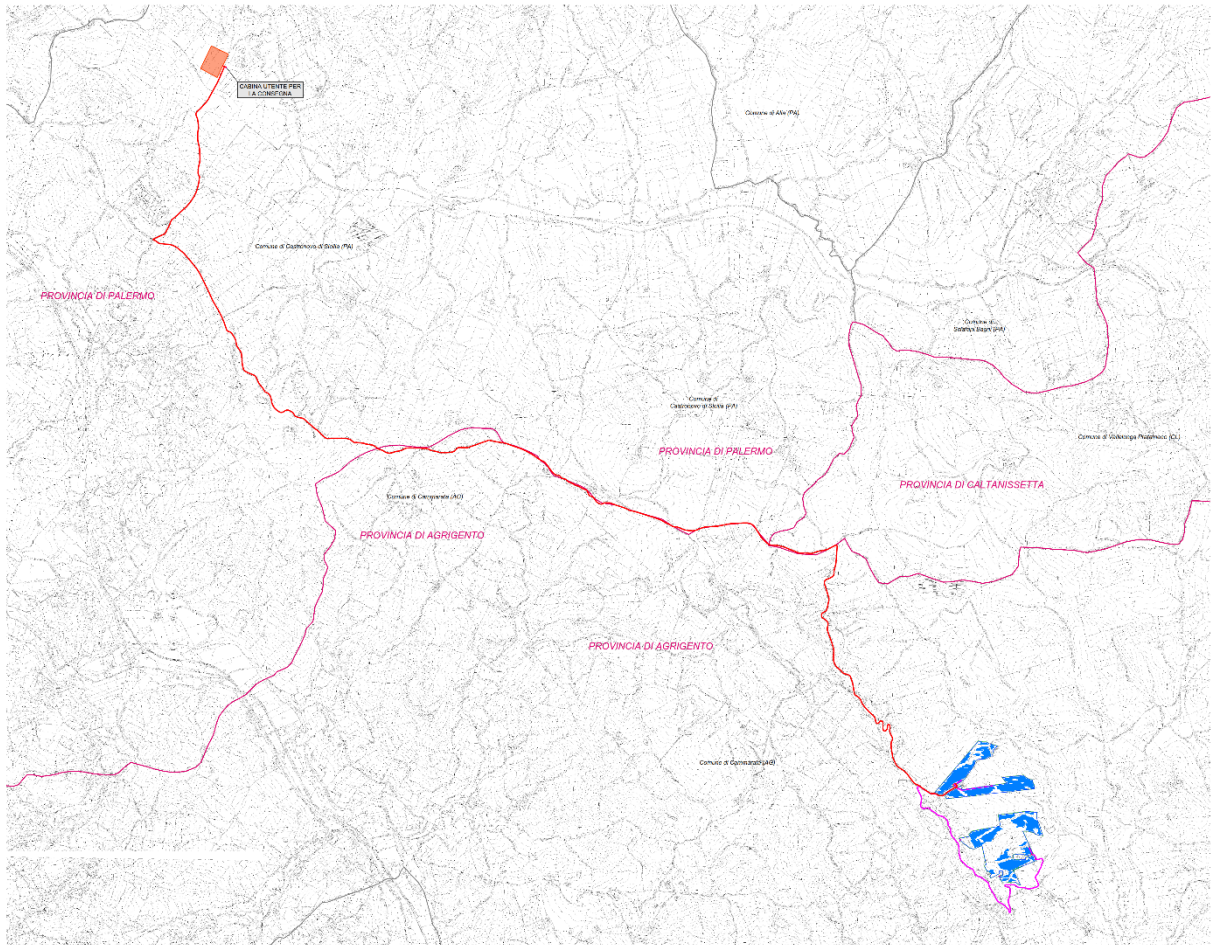 CABINA UTENTE PER
LA CONSEGNA
Comune di Alia (PA)
Comune di Castronovo di Sicilia (PA)
PROVINCIA DI PALERMO
Comune di
Sclafani Bagni (PA)
Comune di
Castronovo di Sicilia (PA)
Comune di Vallelunga Pratameno (CL)
PROVINCIA DI PALERMO
PROVINCIA DI CALTANISSETTA
Comune di Cammarata (AG)
PROVINCIA DI AGRIGENTO
PROVINCIA DI AGRIGENTO
Comune di Cammarata (AG)